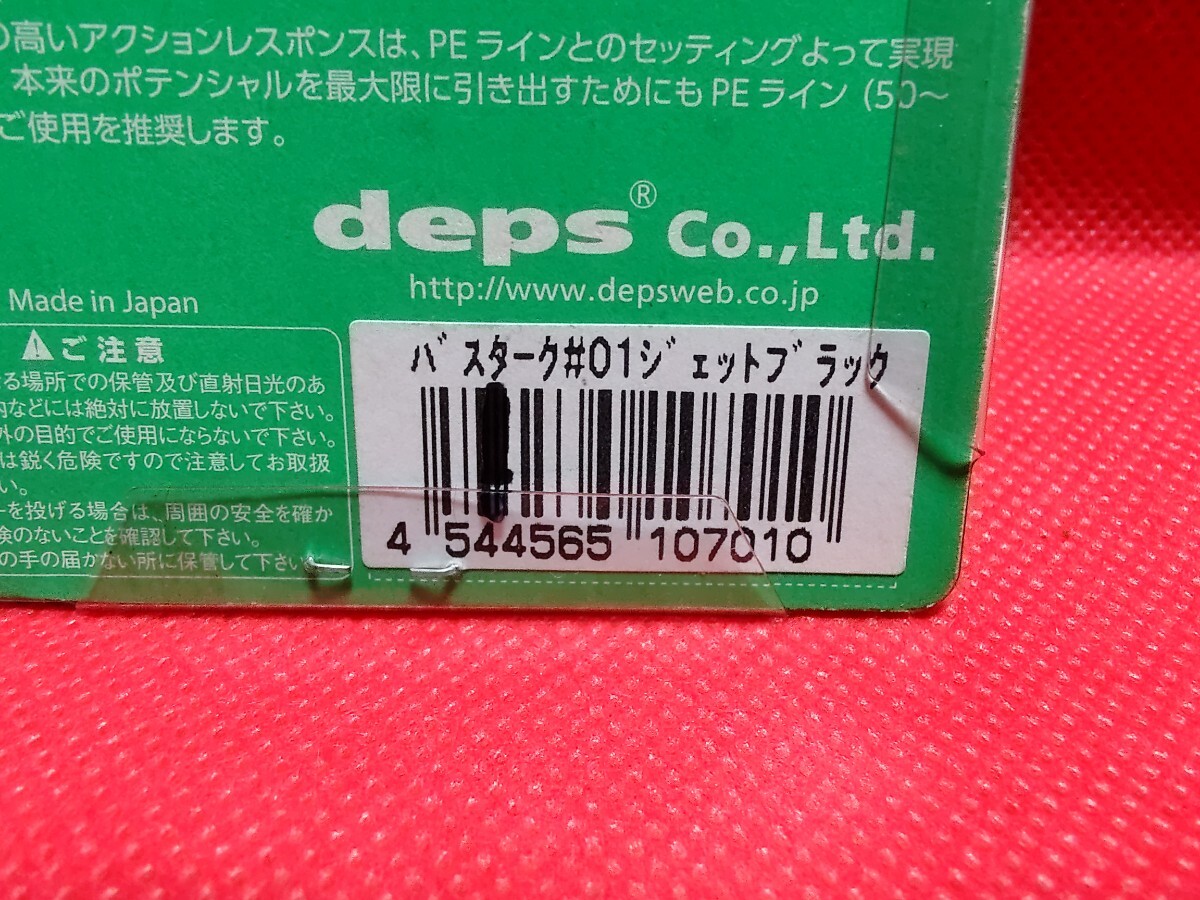 の高いアクションレスポンスは、PEラインとのセッティングよって実現
本来のポテンシャルを最大限に引き出すためにもPEライン (50～
ご使用を推奨します。
deps® Co.,Ltd.
http://www.depsweb.co.jp
Made in Japan
⚠ご注意
る場所での保管及び直射日光のあ
内などには絶対に放置しないで下さい。
外の目的でご使用にならないで下さい。
は鋭く危険ですので注意してお取扱
い。
ーを投げる場合は、周囲の安全を確か
険のないことを確認して下さい。
の手の届かない所に保管して下さい
ﾊﾞｽﾀｰｸ#01ｼﾞｪｯﾄﾌﾞﾗｯｸ
4 544565 107010